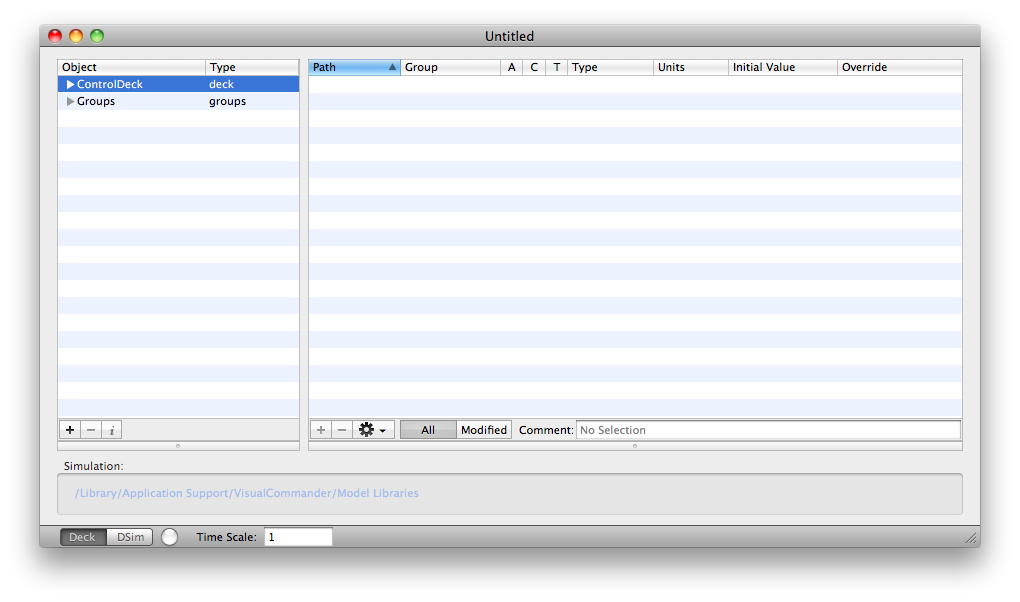 Untitled
Object Type Path Group A C T Type Units Initial Value Override
ControlDeck deck
Groups groups
+ − i + − All Modified Comment: No Selection
Simulation:
/Library/Application Support/VisualCommander/Model Libraries
Deck DSim Time Scale: 1